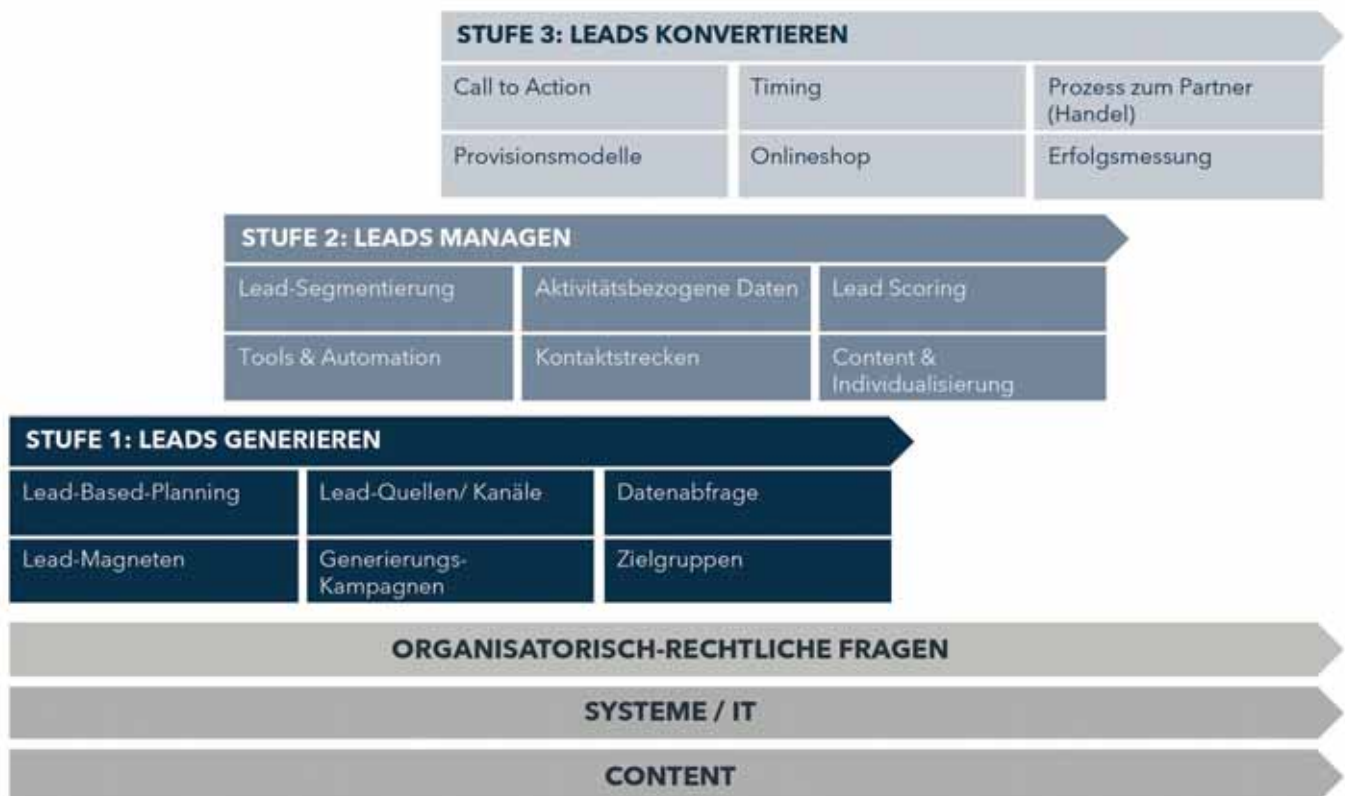 STUFE 3: LEADS KONVERTIEREN
Call to Action
Timing
Prozess zum Partner
(Handel)
Provisionsmodelle
Onlineshop
Erfolgsmessung
STUFE 2: LEADS MANAGEN
Lead-Segmentierung
Aktivitätsbezogene Daten
Lead Scoring
Tools & Automation
Kontaktstrecken
Content &
Individualisierung
STUFE 1: LEADS GENERIEREN
Lead-Based-Planning
Lead-Quellen/ Kanäle
Datenabfrage
Lead-Magneten
Generierungs-
Kampagnen
Zielgruppen
ORGANISATORISCH-RECHTLICHE FRAGEN
SYSTEME / IT
CONTENT